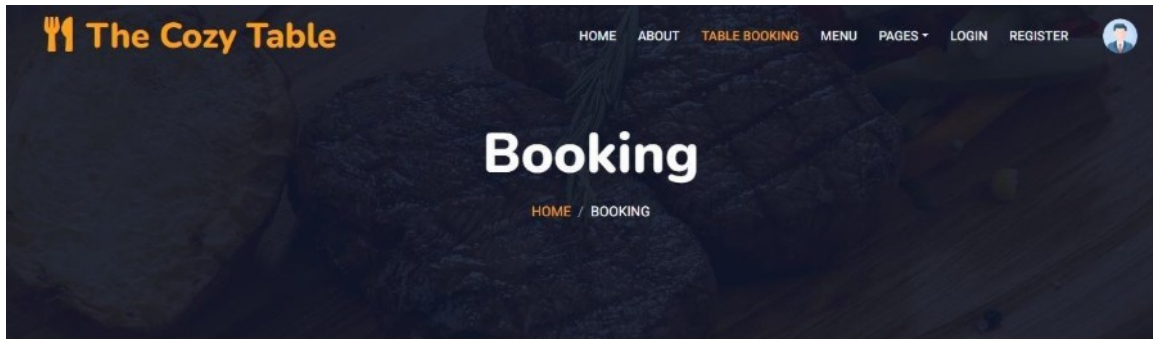 The Cozy Table
HOME ABOUT TABLE BOOKING MENU PAGES LOGIN REGISTER
Booking
HOME / BOOKING